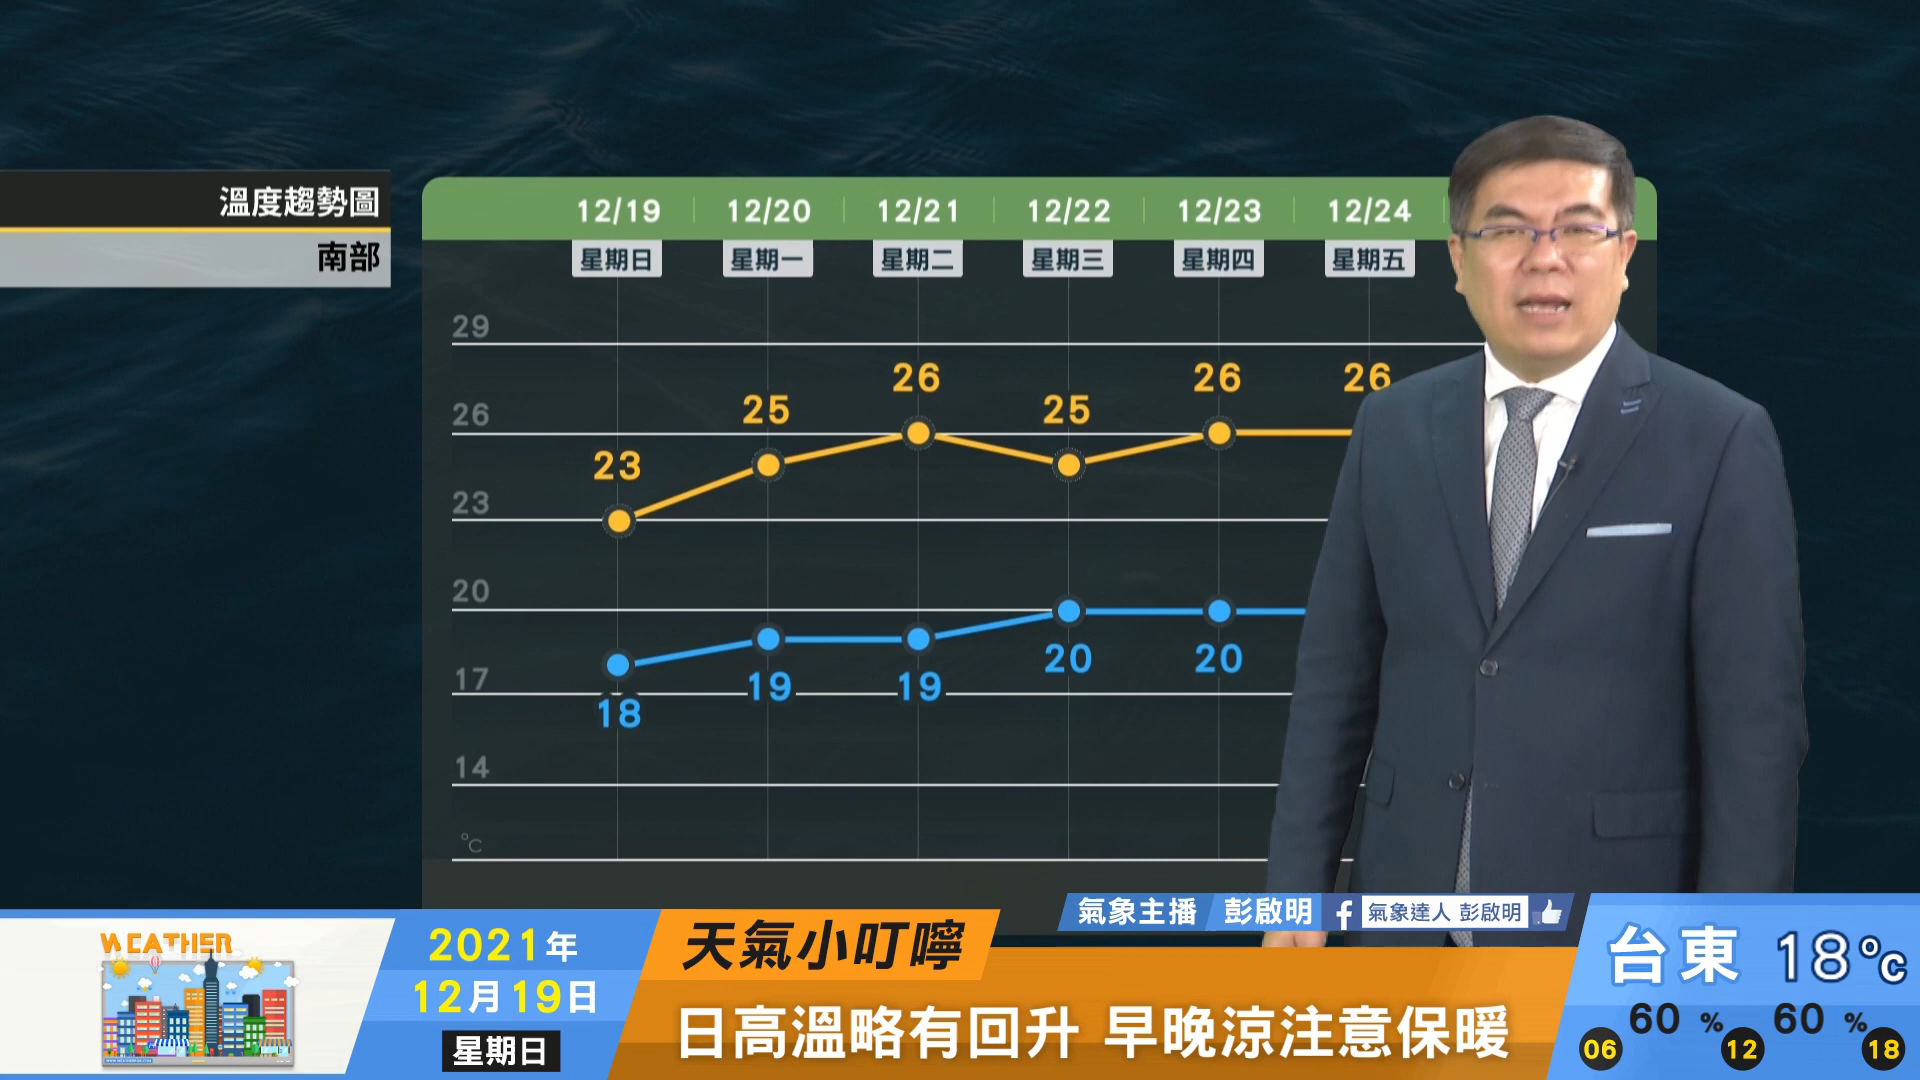 溫度趨勢圖
南部
12/19 12/20 12/21 12/22 12/23 12/24
星期日 星期一 星期二 星期三 星期四 星期五
29
26
23
20
17
14
°C
23 25 26 25 26 26
18 19 19 20 20
氣象主播 彭啟明 f 氣象達人 彭啟明
WEATHER
2021年
12月19日
星期日
天氣小叮嚀
日高溫略有回升 早晚涼注意保暖
台東 18°C
60 % 60 %
06 12 18